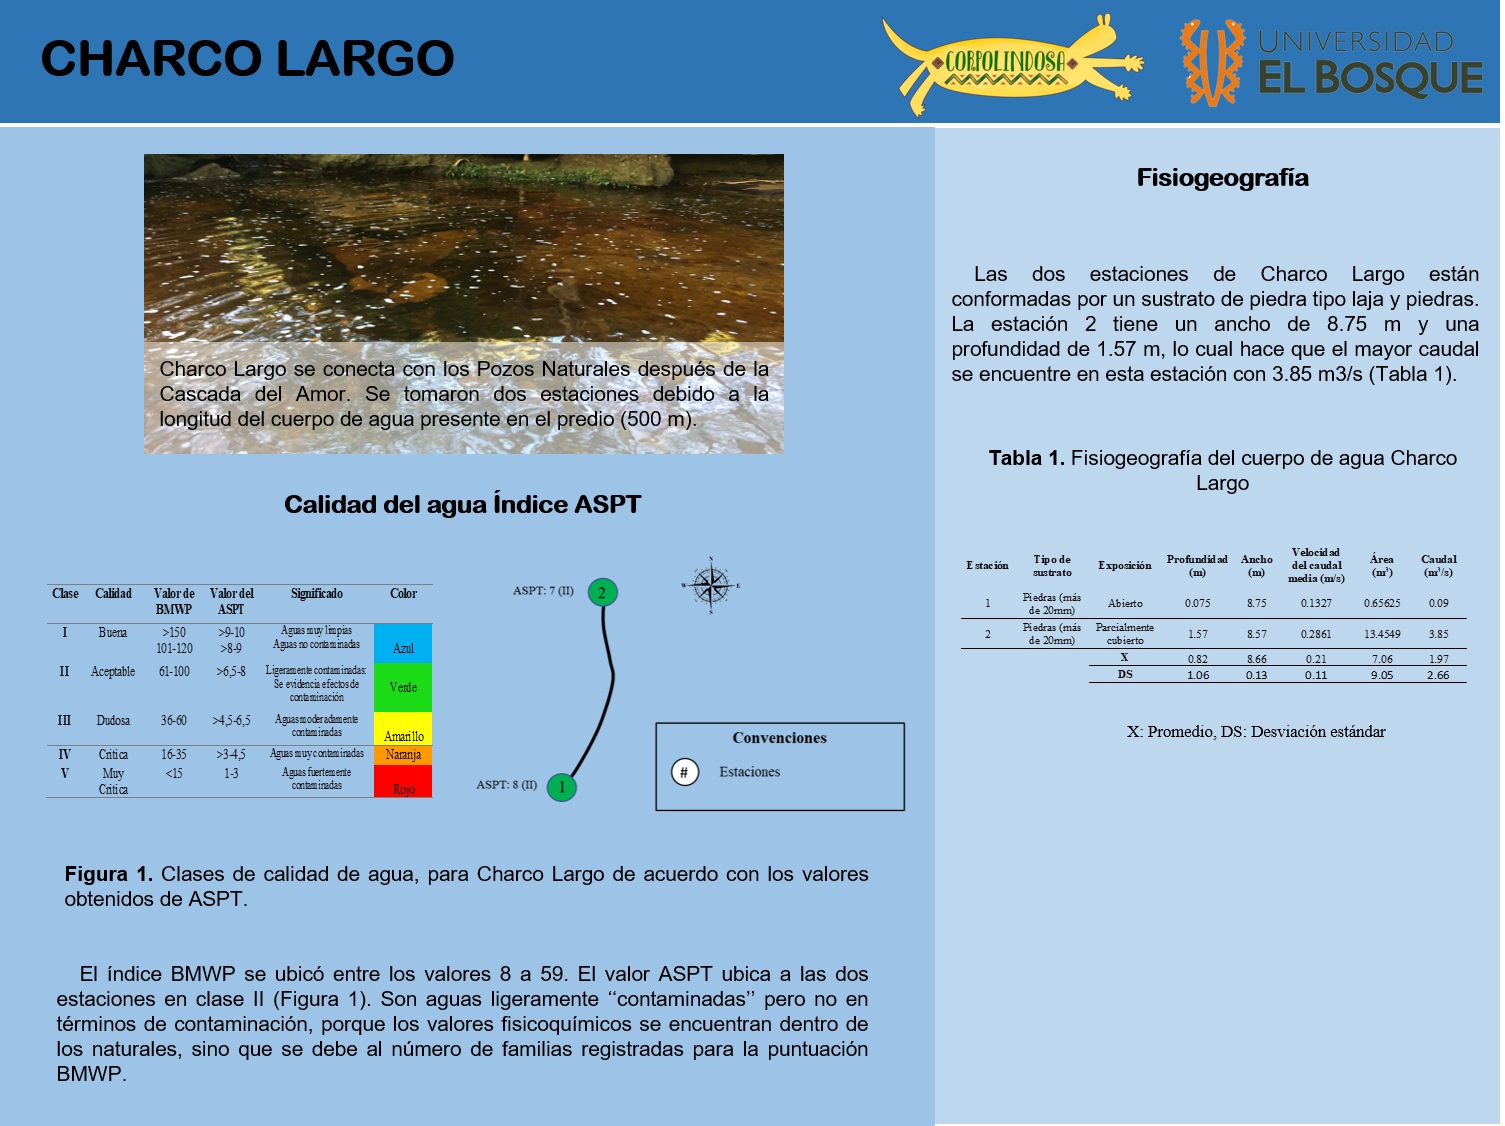 CHARCO LARGO
CORPOLINDOSA
UNIVERSIDAD
EL BOSQUE
Charco Largo se conecta con los Pozos Naturales después de la
Cascada del Amor. Se tomaron dos estaciones debido a la
longitud del cuerpo de agua presente en el predio (500 m).
Calidad del agua Índice ASPT
Clase Calidad Valor de BMWP Valor del ASPT Significado Color
I Buena >150 >9-10 Aguas muy limpias
101-120 >8-9 Aguas no contaminadas Azul
II Aceptable 61-100 >6,5-8 Ligeramente contaminadas:
Se evidencia efectos de
contaminación Verde
III Dudosa 36-60 >4,5-6,5 Aguas moderadamente
contaminadas Amarillo
IV Critica 16-35 >3-4,5 Aguas muy contaminadas Naranja
V Muy Critica <15 1-3 Aguas fuertemente
contaminadas Rojo
ASPT: 7 (II) 2
N
W E
S
ASPT: 8 (II) 1
Convenciones
# Estaciones
Figura 1. Clases de calidad de agua, para Charco Largo de acuerdo con los valores
obtenidos de ASPT.
El índice BMWP se ubicó entre los valores 8 a 59. El valor ASPT ubica a las dos
estaciones en clase II (Figura 1). Son aguas ligeramente ‘‘contaminadas’’ pero no en
términos de contaminación, porque los valores fisicoquímicos se encuentran dentro de
los naturales, sino que se debe al número de familias registradas para la puntuación
BMWP.
Fisiogeografía
Las dos estaciones de Charco Largo están
conformadas por un sustrato de piedra tipo laja y piedras.
La estación 2 tiene un ancho de 8.75 m y una
profundidad de 1.57 m, lo cual hace que el mayor caudal
se encuentre en esta estación con 3.85 m3/s (Tabla 1).
Tabla 1. Fisiogeografía del cuerpo de agua Charco
Largo
Estación Tipo de sustrato Exposición Profundidad (m) Ancho (m) Velocidad del caudal media (m/s) Área (m³) Caudal (m³/s)
1 Piedras (más de 20mm) Abierto 0.075 8.75 0.1327 0.65625 0.09
2 Piedras (más de 20mm) Parcialmente cubierto 1.57 8.57 0.2861 13.4549 3.85
X 0.82 8.66 0.21 7.06 1.97
DS 1.06 0.13 0.11 9.05 2.66
X: Promedio, DS: Desviación estándar